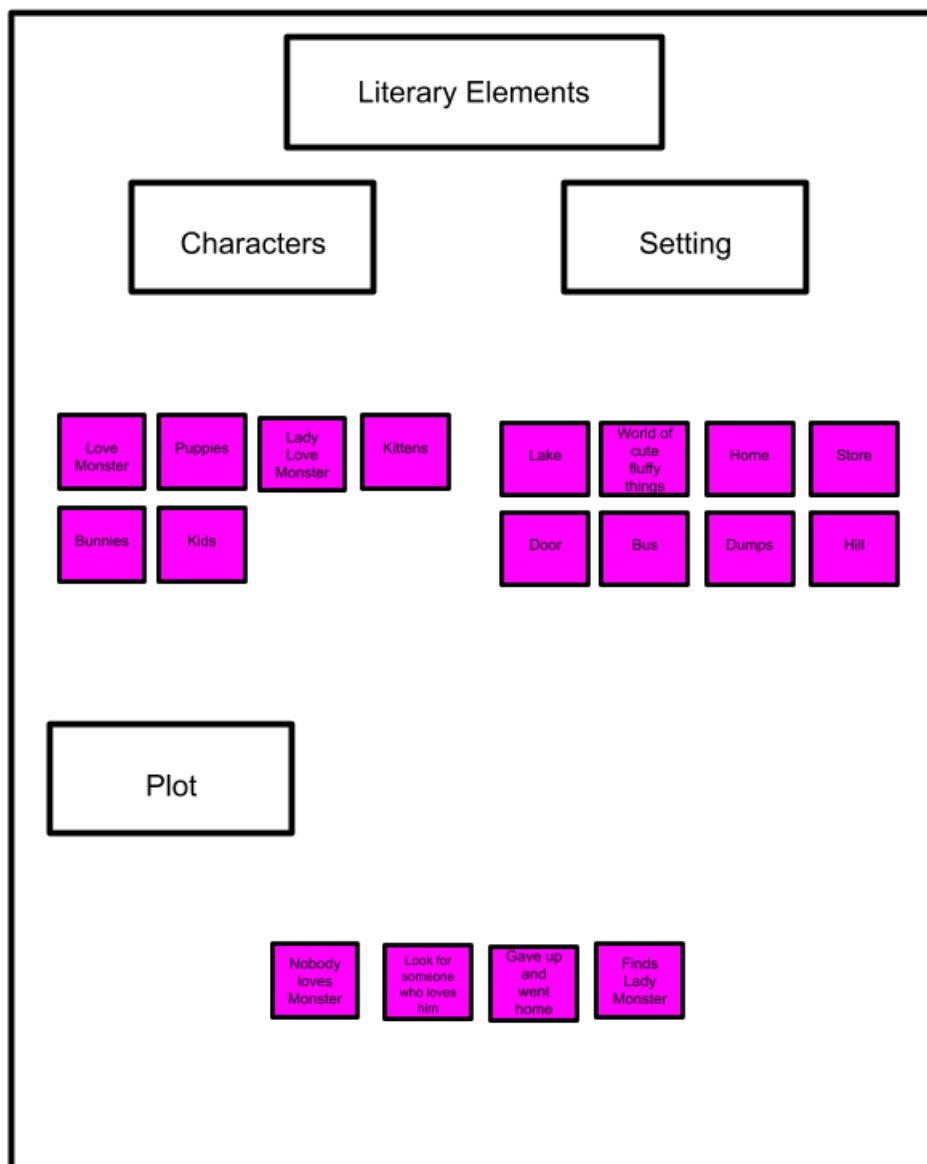 Literary Elements
Characters
Setting
Love
Monster
Puppies
Lady
Love
Monster
Kittens
Bunnies
Kids
Lake
World of
cute
fluffy
things
Home
Store
Door
Bus
Dumps
Hill
Plot
Nobody
loves
Monster
Look for
someone
who loves
him
Gave up
and
went
home
Finds
Lady
Monster